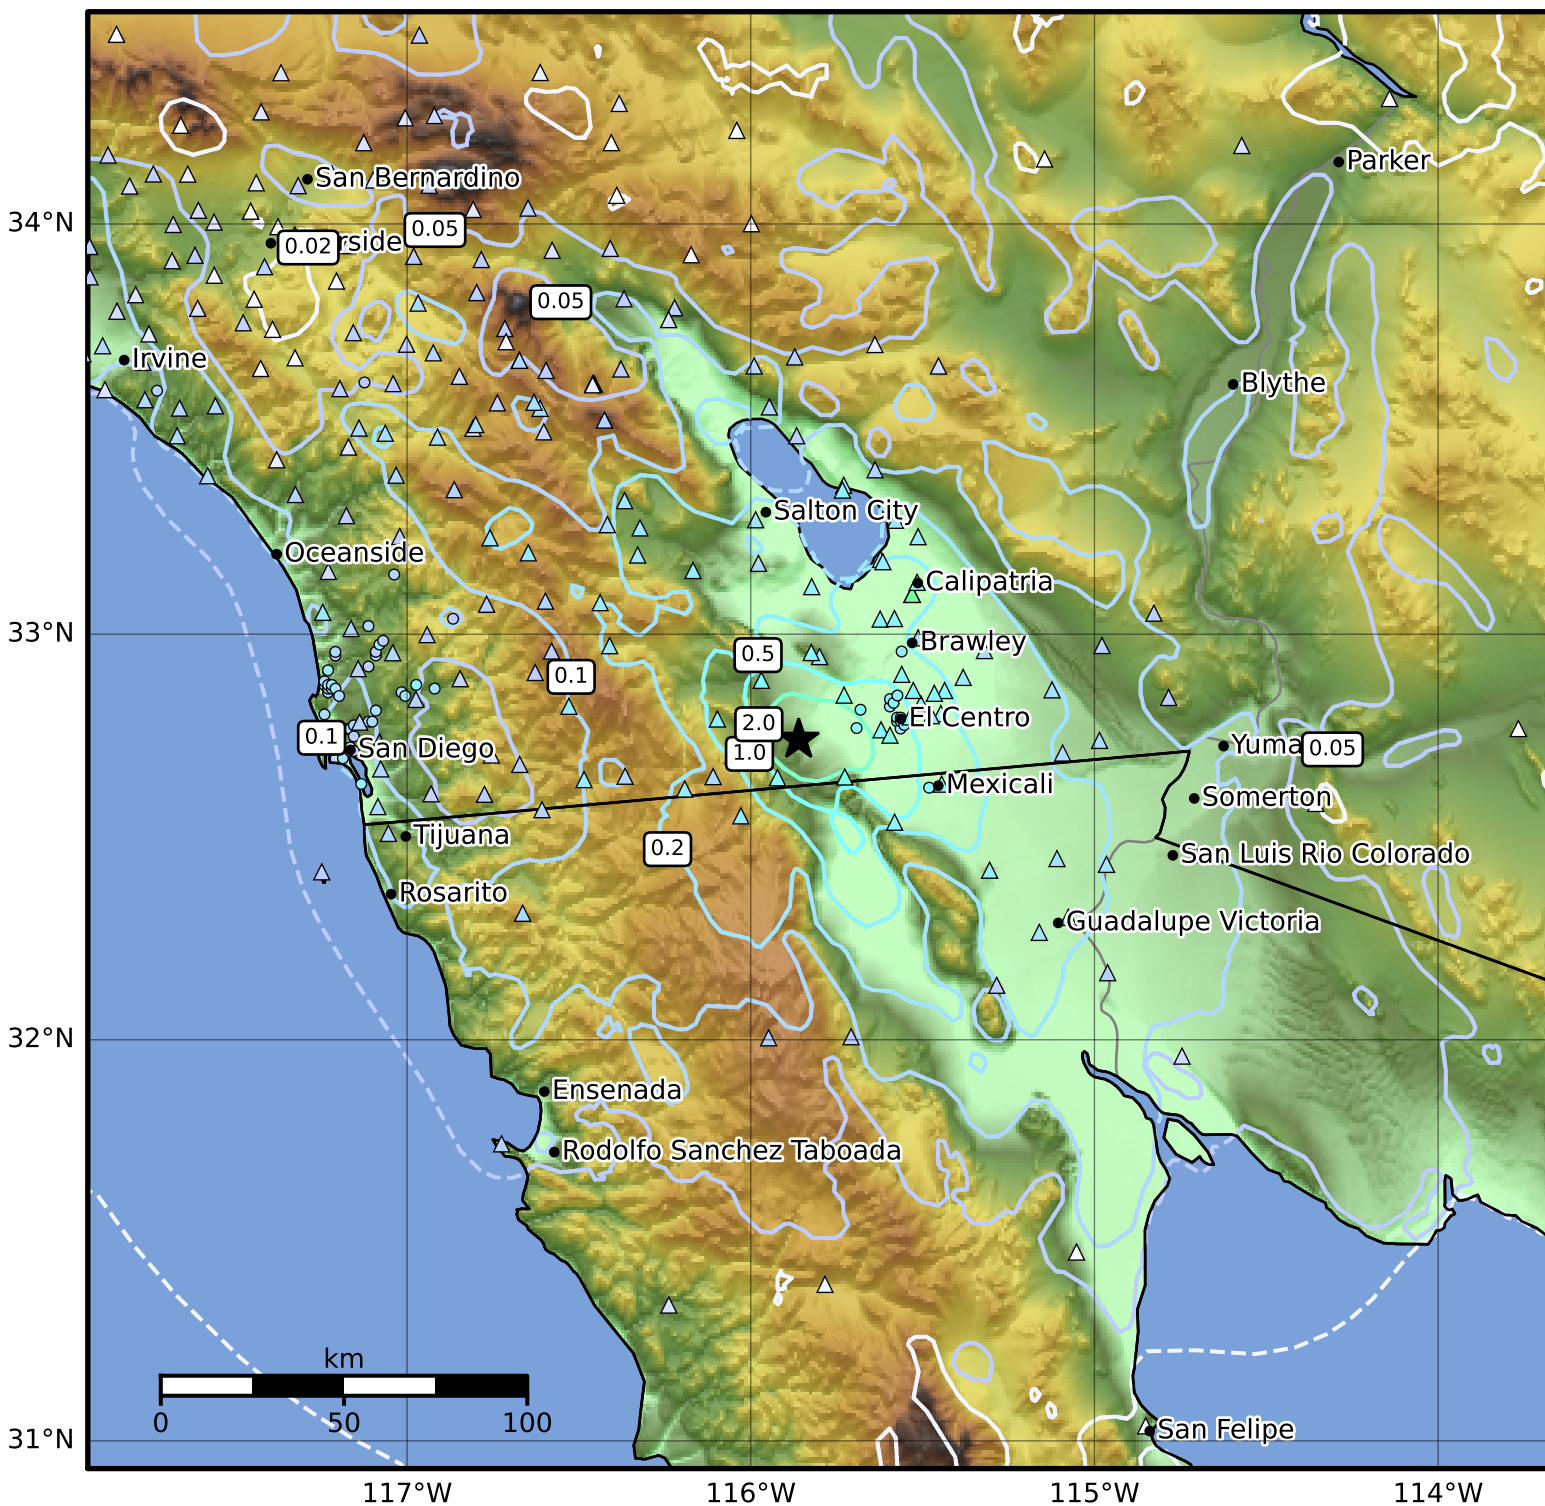 Parker
San Bernardino
34°N
0.05
0.02
rside
0.05
Irvine
Blythe
Salton City
Oceanside
Calipatria
33°N
Brawley
0.5
0.1
2.0
El Centro
0.1
San Diego
1.0
Yuma
0.05
Mexicali
Somerton
Tijuana
0.2
San Luis Rio Colorado
Rosarito
Guadalupe Victoria
32°N
Ensenada
Rodolfo Sanchez Taboada
km
0 50 100
31°N
San Felipe
117°W 116°W 115°W 114°W